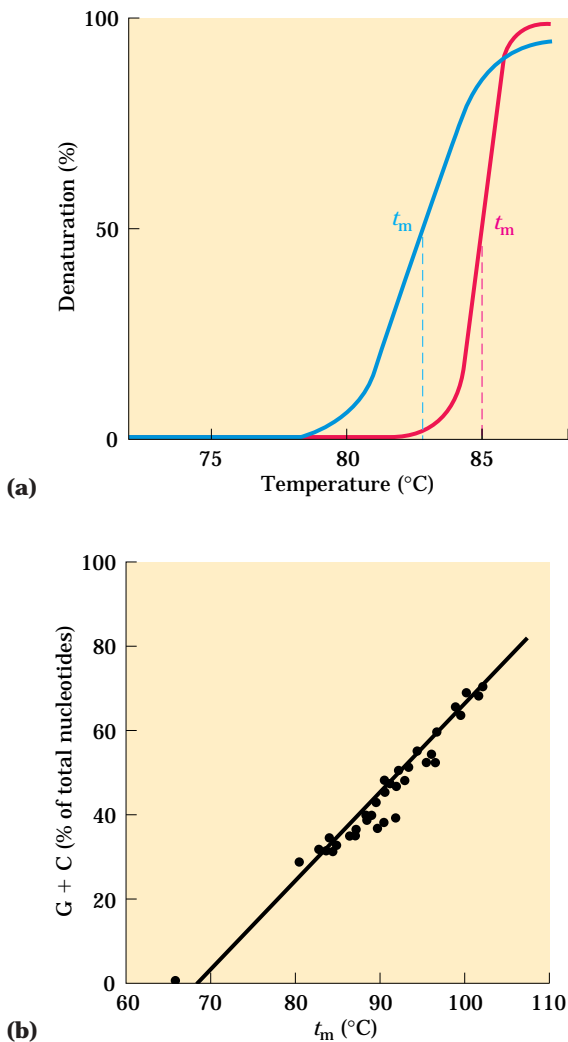 100
Denaturation (%)
50
0
tm
tm
75
80
85
Temperature (°C)
(a)
100
80
60
40
20
0
G + C (% of total nucleotides)
60
70
80
90
100
110
tm (°C)
(b)